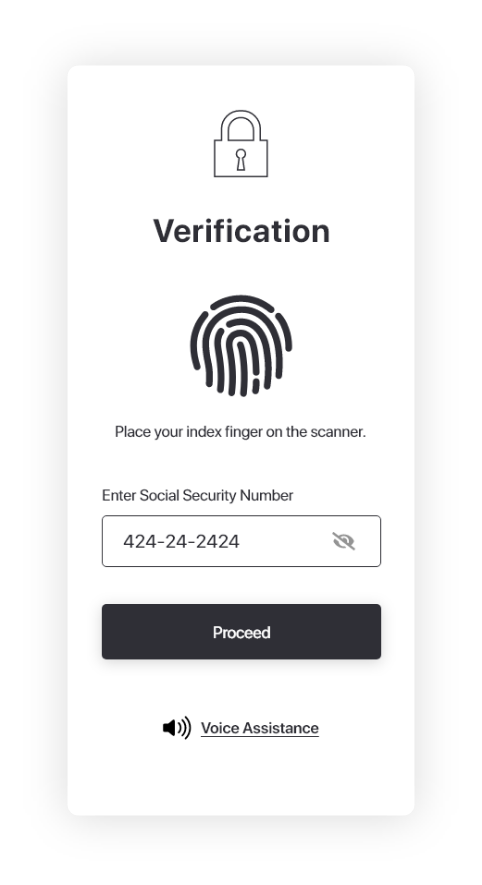 Verification
Place your index finger on the scanner.
Enter Social Security Number
424-24-2424
Proceed
Voice Assistance